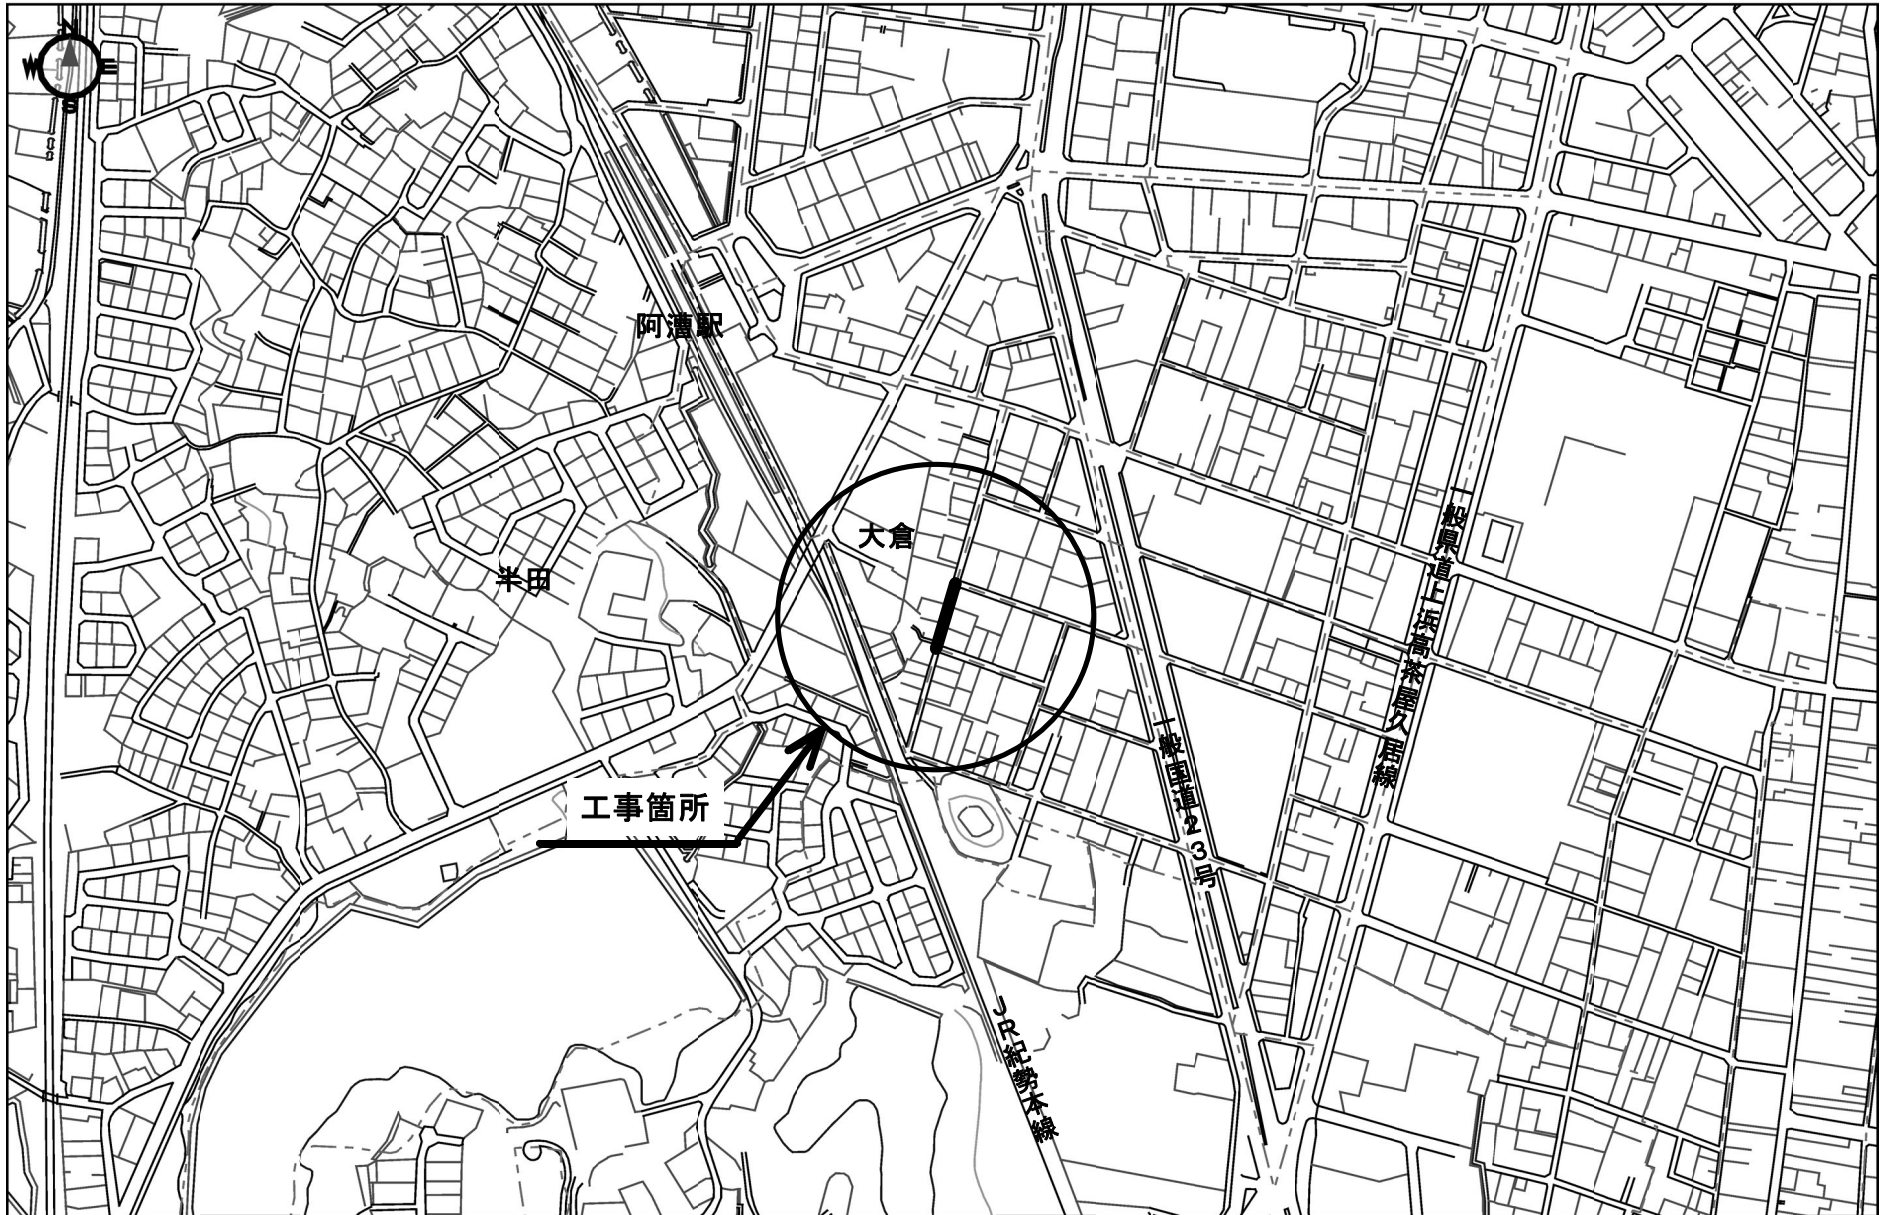 N
W
E
S
阿漕駅
大倉
半田
一般県道上浜高茶屋久居線
工事箇所
一般国道23号
JR紀勢本線